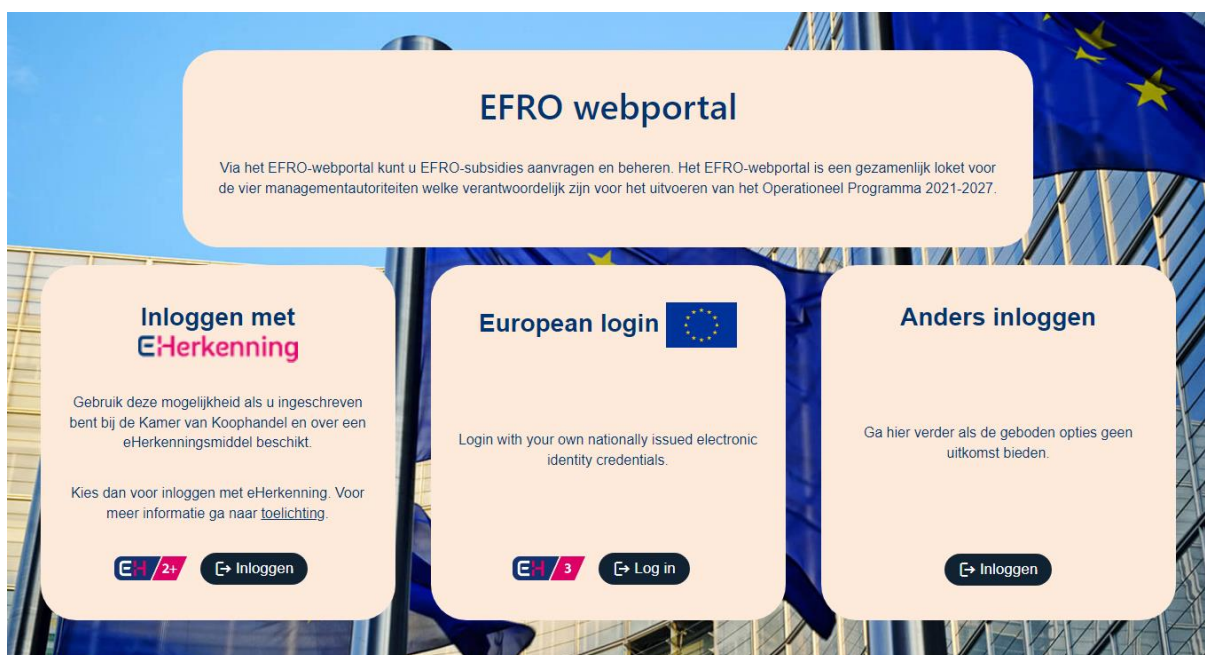 EFRO webportal
Via het EFRO-webportal kunt u EFRO-subsidies aanvragen en beheren. Het EFRO-webportal is een gezamenlijk loket voor
de vier managementautoriteiten welke verantwoordelijk zijn voor het uitvoeren van het Operationeel Programma 2021-2027.
Inloggen met
eHerkenning
Gebruik deze mogelijkheid als u ingeschreven
bent bij de Kamer van Koophandel en over een
eHerkenningsmiddel beschikt.
Kies dan voor inloggen met eHerkenning. Voor
meer informatie ga naar toelichting.
EH 2+
Inloggen
European login
Login with your own nationally issued electronic
identity credentials.
EH 3
Log in
Anders inloggen
Ga hier verder als de geboden opties geen
uitkomst bieden.
Inloggen